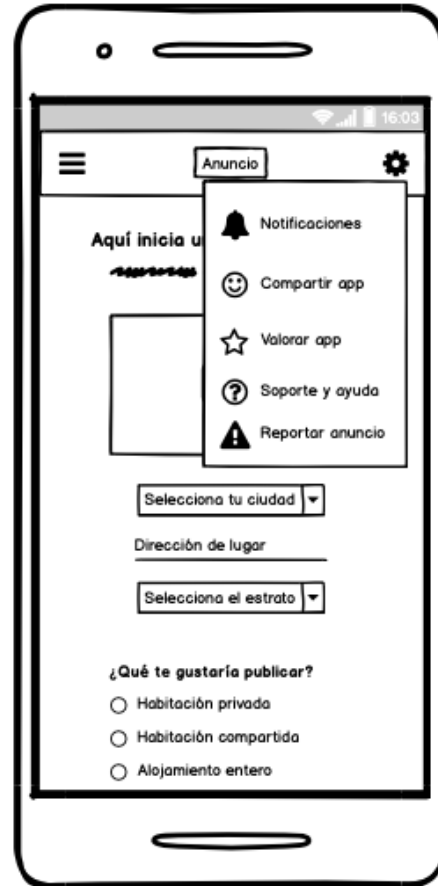 16:03
Anuncio
Notificaciones
Aquí inicia u
Compartir app
Valorar app
Soporte y ayuda
Reportar anuncio
Selecciona tu ciudad
Dirección de lugar
Selecciona el estrato
¿Qué te gustaría publicar?
Habitación privada
Habitación compartida
Alojamiento entero